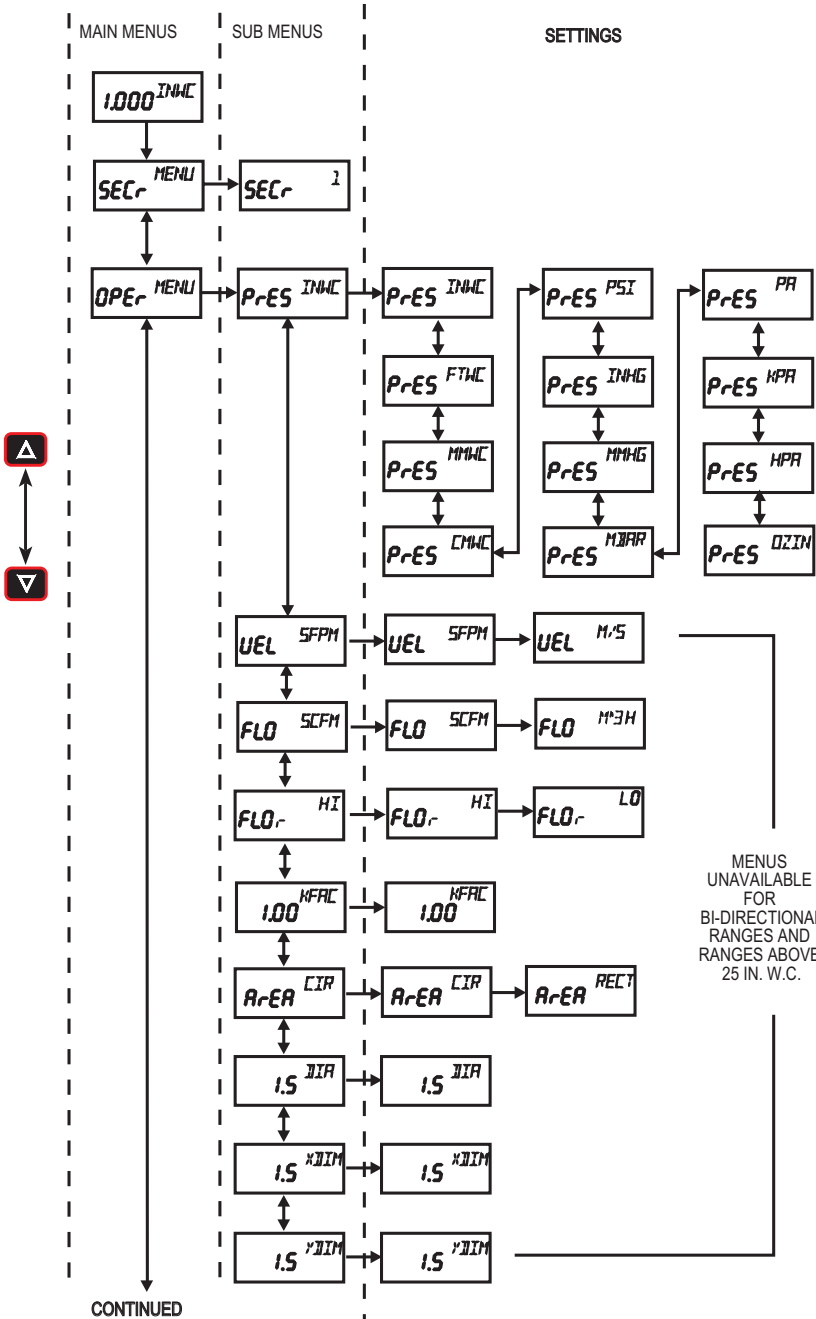 MAIN MENUS SUB MENUS SETTINGS
1.000 INWC
SECr MENU SECr 1
OPEr MENU PrES INWC PrES INWC PrES PSI PrES PA
PrES FTWC PrES INHG PrES KPA
PrES MMWC PrES MMHG PrES HPA
PrES CMWC PrES MBAR PrES OZIN
VEL SFPM VEL SFPM VEL M/S
FLO SCFM FLO SCFM FLO M^3H
FLOr HI FLOr HI FLOr LO
1.00 KFAC 1.00 KFAC
ArEA CIR ArEA CIR ArEA RECT
1.5 DIA 1.5 DIA
1.5 XDIM 1.5 XDIM
1.5 YDIM 1.5 YDIM
MENUS
UNAVAILABLE
FOR
BI-DIRECTIONAL
RANGES AND
RANGES ABOVE
25 IN. W.C.
CONTINUED